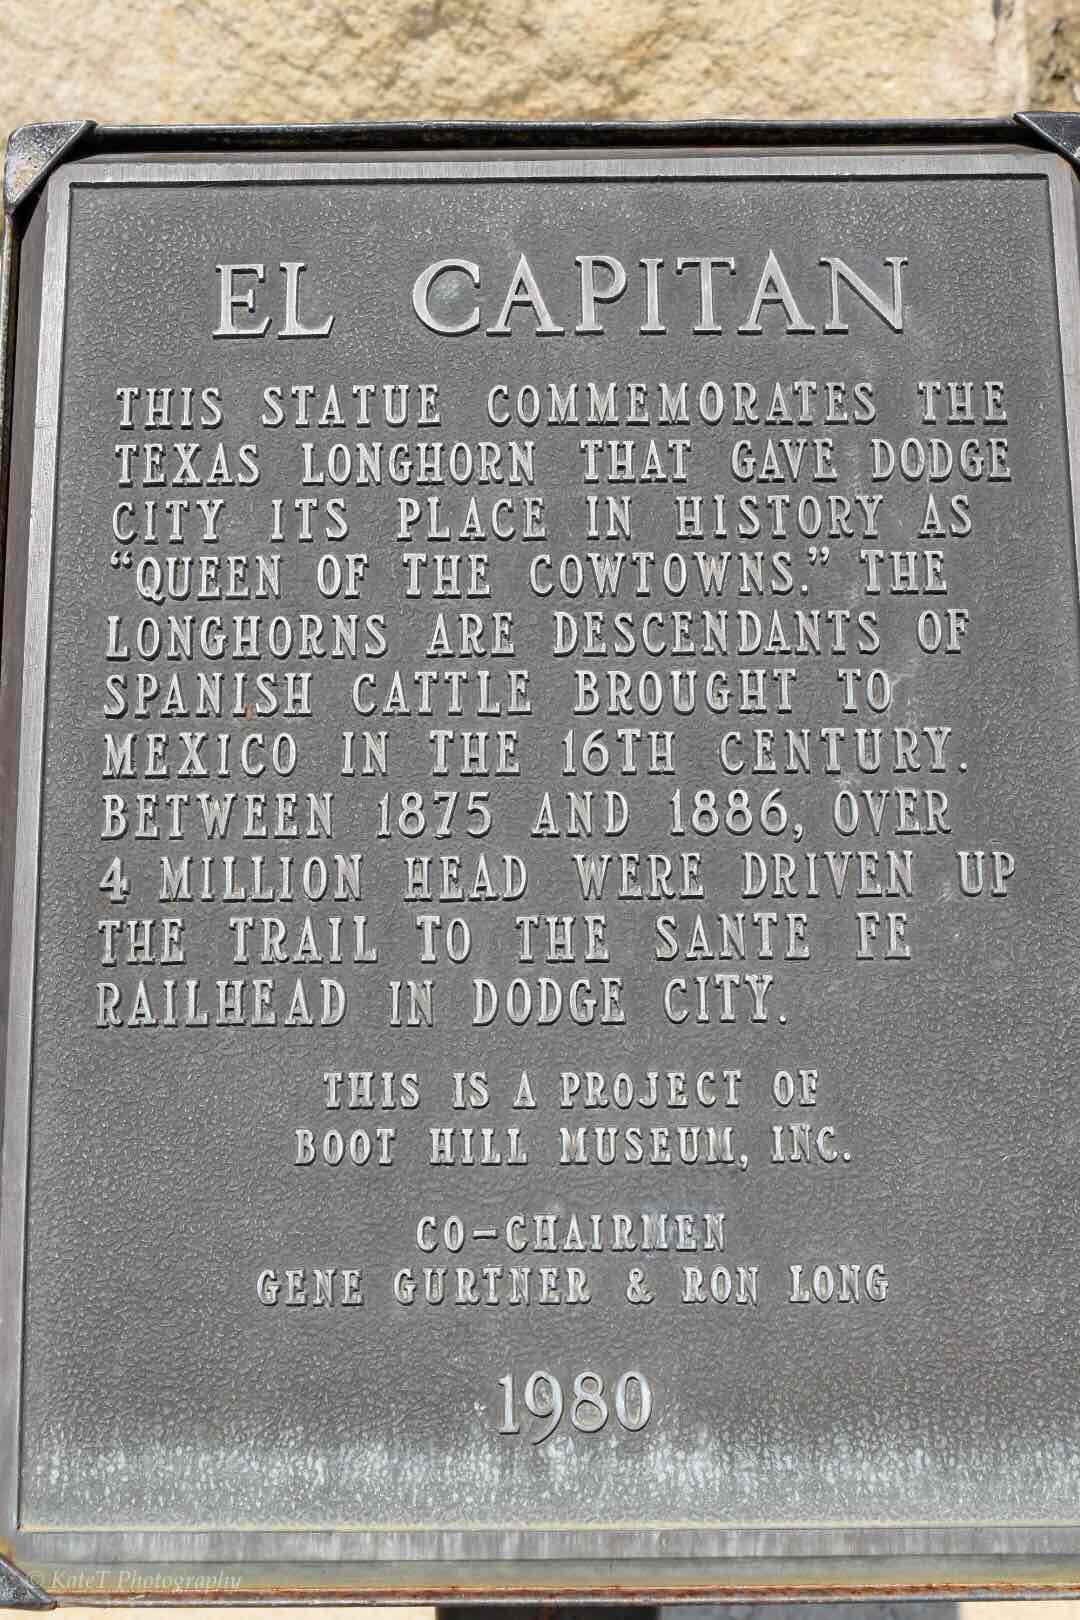 EL CAPITAN
THIS STATUE COMMEMORATES THE
TEXAS LONGHORN THAT GAVE DODGE
CITY ITS PLACE IN HISTORY AS
“QUEEN OF THE COWTOWNS.” THE
LONGHORNS ARE DESCENDANTS OF
SPANISH CATTLE BROUGHT TO
MEXICO IN THE 16TH CENTURY.
BETWEEN 1875 AND 1886, OVER
4 MILLION HEAD WERE DRIVEN UP
THE TRAIL TO THE SANTE FE
RAILHEAD IN DODGE CITY.
THIS IS A PROJECT OF
BOOT HILL MUSEUM, INC.
CO-CHAIRMEN
GENE GURTNER & RON LONG
1980
© KateT Photography